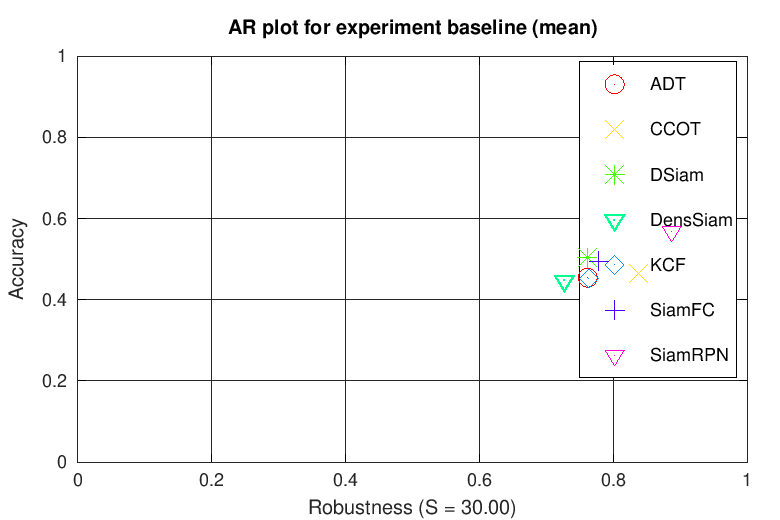 AR plot for experiment baseline (mean)
1
0.8
0.6
0.4
0.2
0
Accuracy
ADT
CCOT
DSiam
DensSiam
KCF
SiamFC
SiamRPN
0 0.2 0.4 0.6 0.8 1
Robustness (S = 30.00)